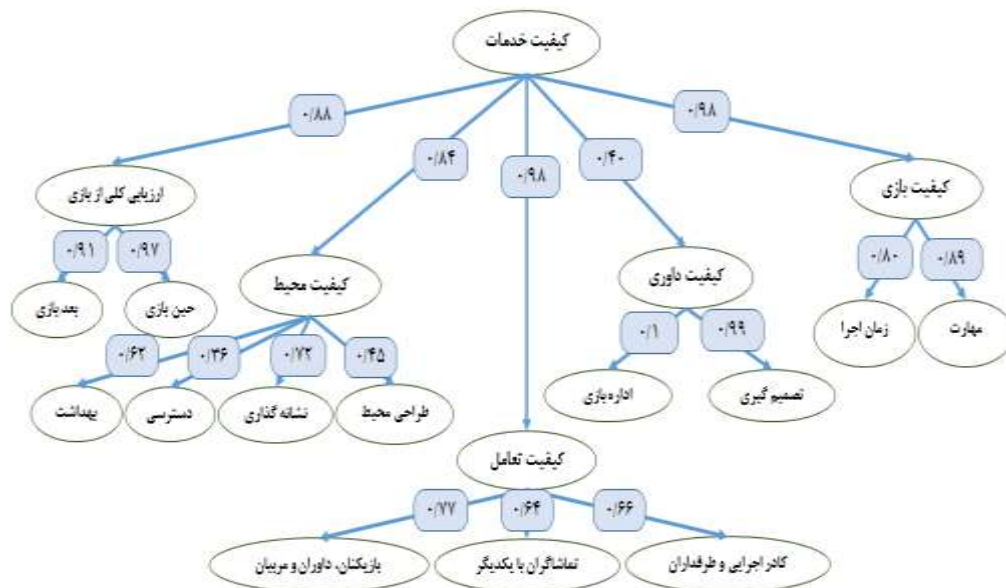 کیفیت خدمات
۰/۸۸
۰/۸۴
۰/۹۸
۰/۴۰
۰/۹۸
ارزیابی کلی از بازی
کیفیت بازی
۰/۹۱
۰/۹۷
۰/۸۰
۰/۸۹
کیفیت محیط
کیفیت داوری
بعد بازی
حین بازی
زمان اجرا
مهارت
۰/۶۲
۰/۳۶
۰/۷۲
۰/۴۵
۰/۱
۰/۹۹
بهداشت
دسترسی
نشانه گذاری
طراحی محیط
اداره بازی
تصمیم گیری
کیفیت تعامل
۰/۷۷
۰/۶۴
۰/۶۶
بازیکنان، داوران و مربیان
تماشاگران با یکدیگر
کادر اجرایی و طرفداران